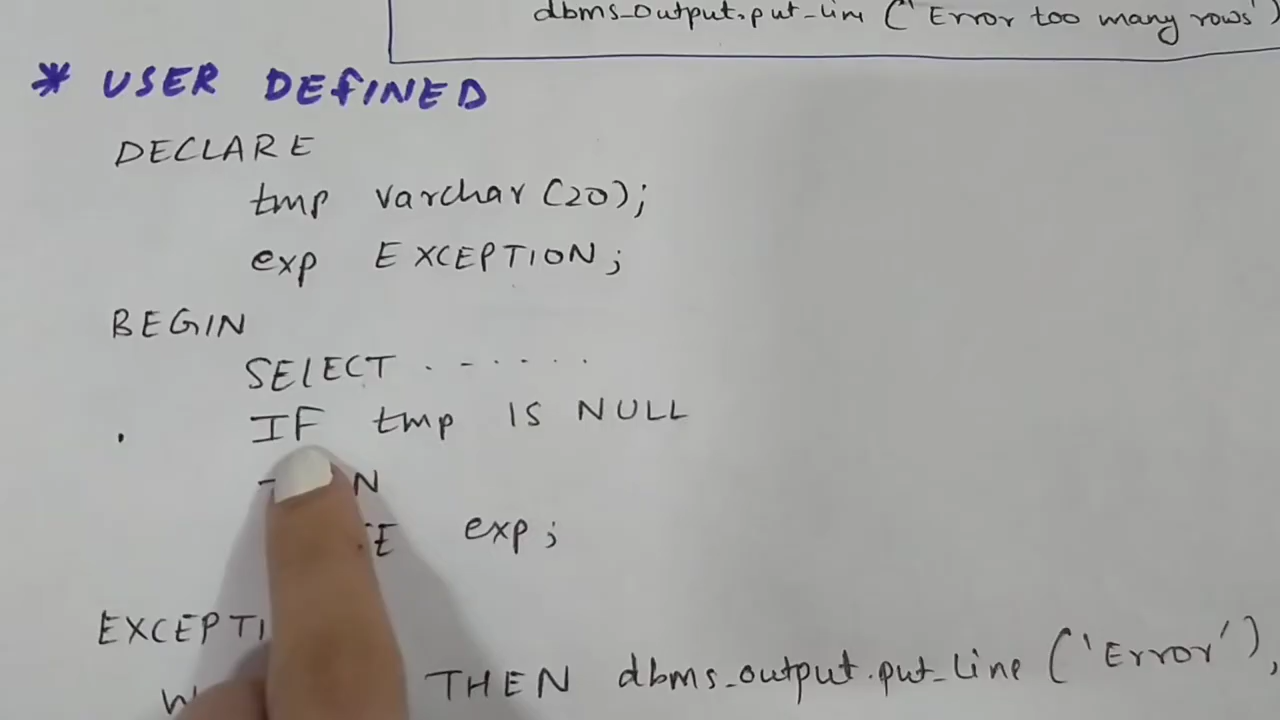 dbms_output.put_line ('Error too many rows')
* USER DEFINED
DECLARE
tmp varchar (20);
exp EXCEPTION;
BEGIN
SELECT . - . . . .
. IF tmp IS NULL
exp;
THEN dbms_output.put_line ('Error'),